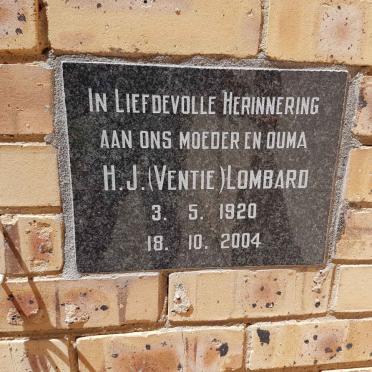 In Liefdevolle Herinnering
aan ons moeder en ouma
H.J. (Ventie) Lombard
3. 5. 1920
18. 10. 2004